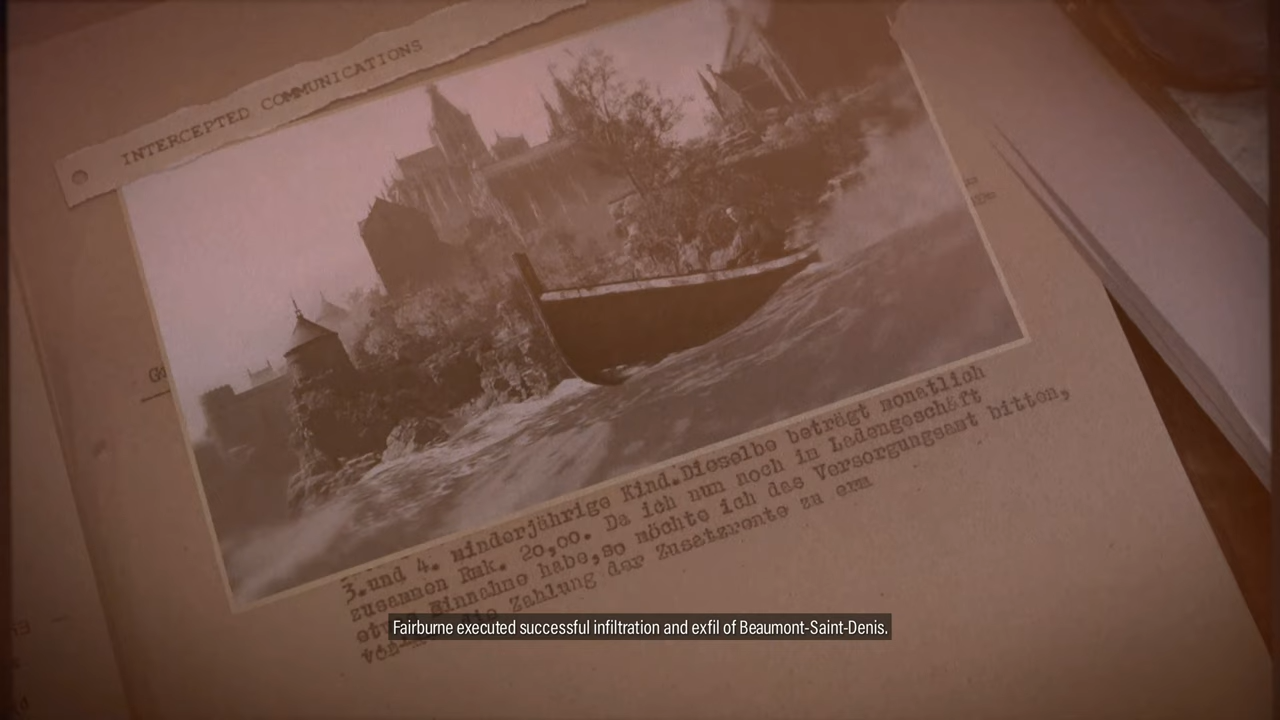 INTERCEPTED COMMUNICATIONS
3.und 4. minderjährige Kind.Dieselbe beträgt monatlich
zusammen Rmk. 20,00. Da ich nun noch in Ladengeschäft
Einnahme habe,so möchte ich das Versorgungsamt bitten,
die Zahlung der Zusatzrente zu erm
Fairburne executed successful infiltration and exfil of Beaumont-Saint-Denis.